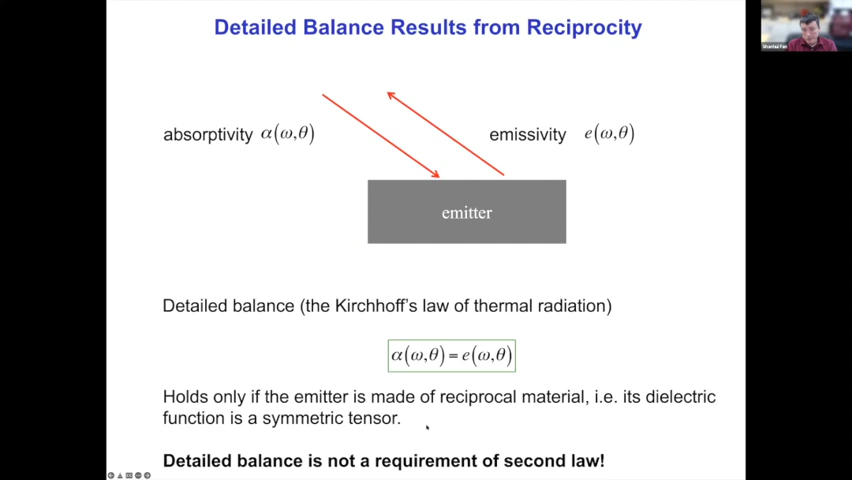 Detailed Balance Results from Reciprocity
Shanhui Fan
absorptivity α(ω,θ)
emissivity e(ω,θ)
emitter
Detailed balance (the Kirchhoff's law of thermal radiation)
α(ω,θ) = e(ω,θ)
Holds only if the emitter is made of reciprocal material, i.e. its dielectric
function is a symmetric tensor.
Detailed balance is not a requirement of second law!